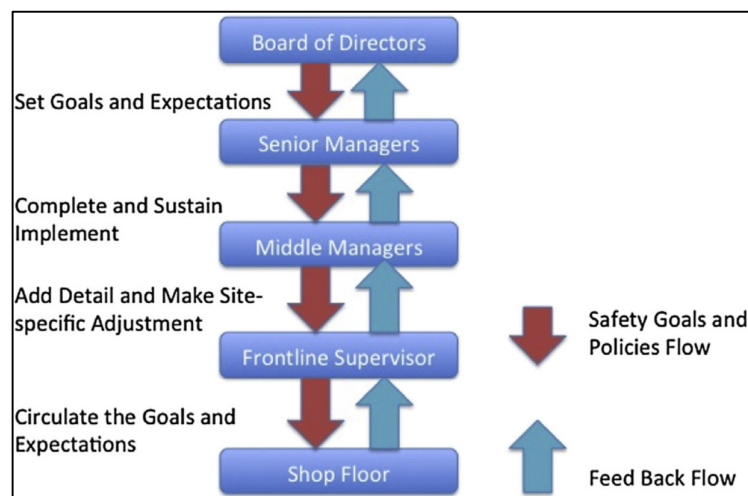 Board of Directors
Set Goals and Expectations
Senior Managers
Complete and Sustain
Implement
Middle Managers
Add Detail and Make Site-
specific Adjustment
Frontline Supervisor
Circulate the Goals and
Expectations
Shop Floor
Safety Goals and
Policies Flow
Feed Back Flow